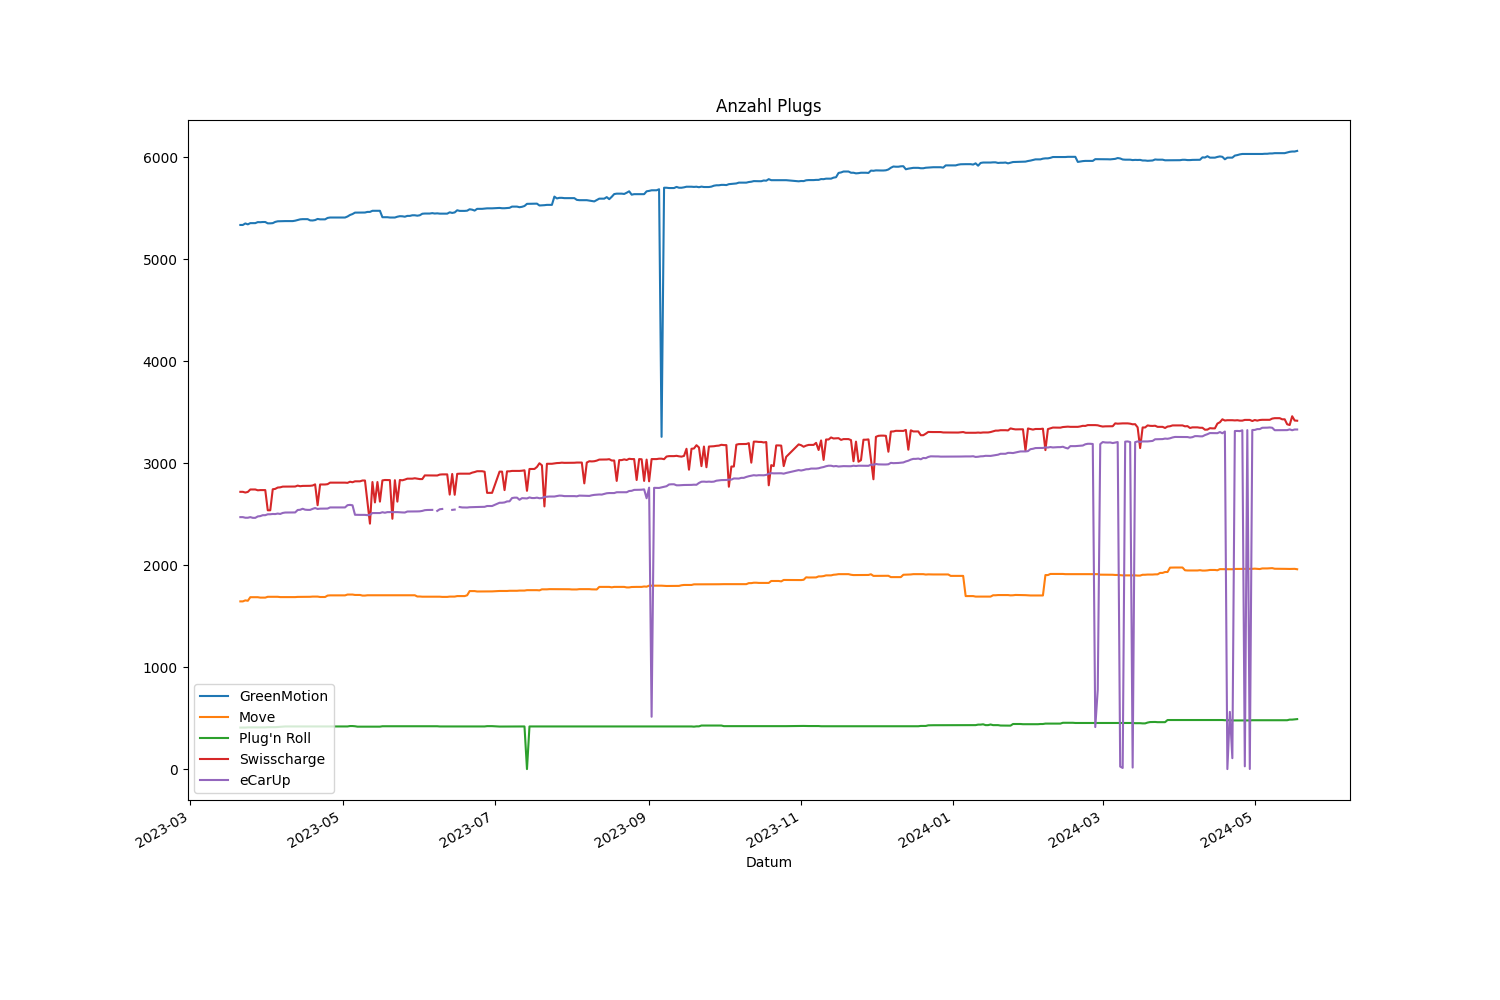 Anzahl Plugs
6000
5000
4000
3000
2000
1000
0
GreenMotion
Move
Plug'n Roll
Swisscharge
eCarUp
2023-03
2023-05
2023-07
2023-09
2023-11
2024-01
2024-03
2024-05
Datum